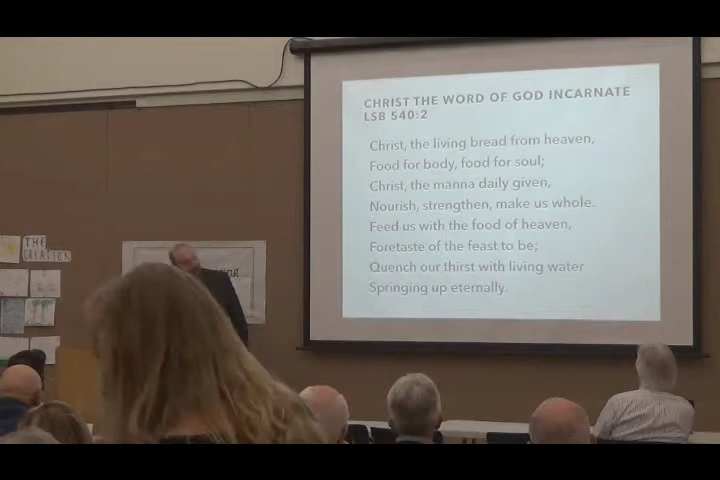 CHRIST THE WORD OF GOD INCARNATE
LSB 540:2
Christ, the living bread from heaven,
Food for body, food for soul;
Christ, the manna daily given,
Nourish, strengthen, make us whole.
Feed us with the food of heaven,
Foretaste of the feast to be;
Quench our thirst with living water
Springing up eternally.
THE
CREATION